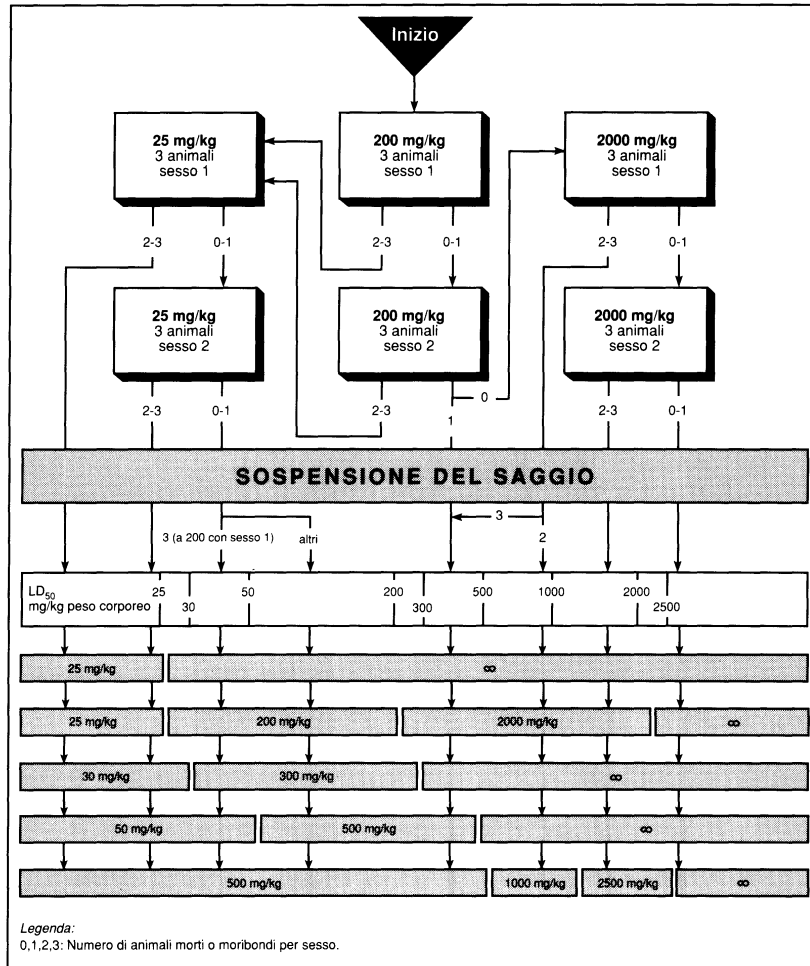 Inizio
25 mg/kg
3 animali
sesso 1
200 mg/kg
3 animali
sesso 1
2000 mg/kg
3 animali
sesso 1
2-3 0-1 2-3 0-1 2-3 0-1
25 mg/kg
3 animali
sesso 2
200 mg/kg
3 animali
sesso 2
2000 mg/kg
3 animali
sesso 2
0
2-3 0-1 2-3 1 2-3 0-1
SOSPENSIONE DEL SAGGIO
3
3 (a 200 con sesso 1) altri 2
LD50 25 50 200 500 1000 2000
mg/kg peso corporeo 30 300 2500
25 mg/kg ∞
25 mg/kg 200 mg/kg 2000 mg/kg ∞
30 mg/kg 300 mg/kg ∞
50 mg/kg 500 mg/kg ∞
500 mg/kg 1000 mg/kg 2500 mg/kg ∞
Legenda:
0,1,2,3: Numero di animali morti o moribondi per sesso.